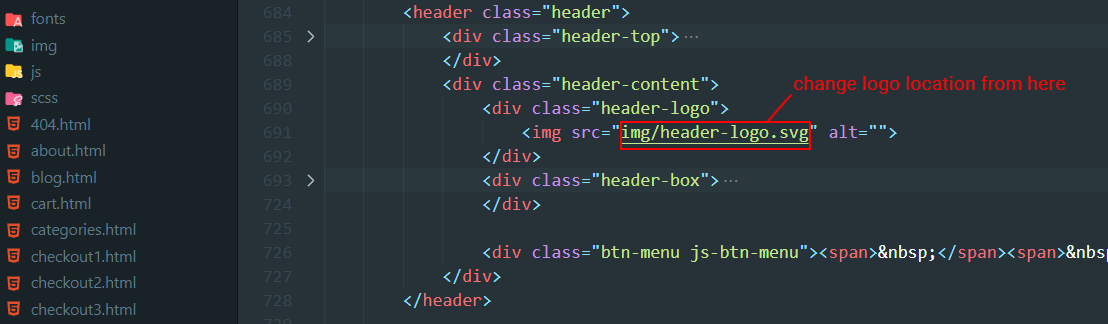 fonts
img
js
scss
404.html
about.html
blog.html
cart.html
categories.html
checkout1.html
checkout2.html
checkout3.html
684 <header class="header">
685 <div class="header-top"> ···
688 </div>
689 <div class="header-content">
change logo location from here
690 <div class="header-logo">
691 <img src="img/header-logo.svg" alt="">
692 </div>
693 <div class="header-box"> ···
724 </div>
725
726 <div class="btn-menu js-btn-menu"><span>&nbsp;</span><span>&nbsp
727 </div>
728 </header>